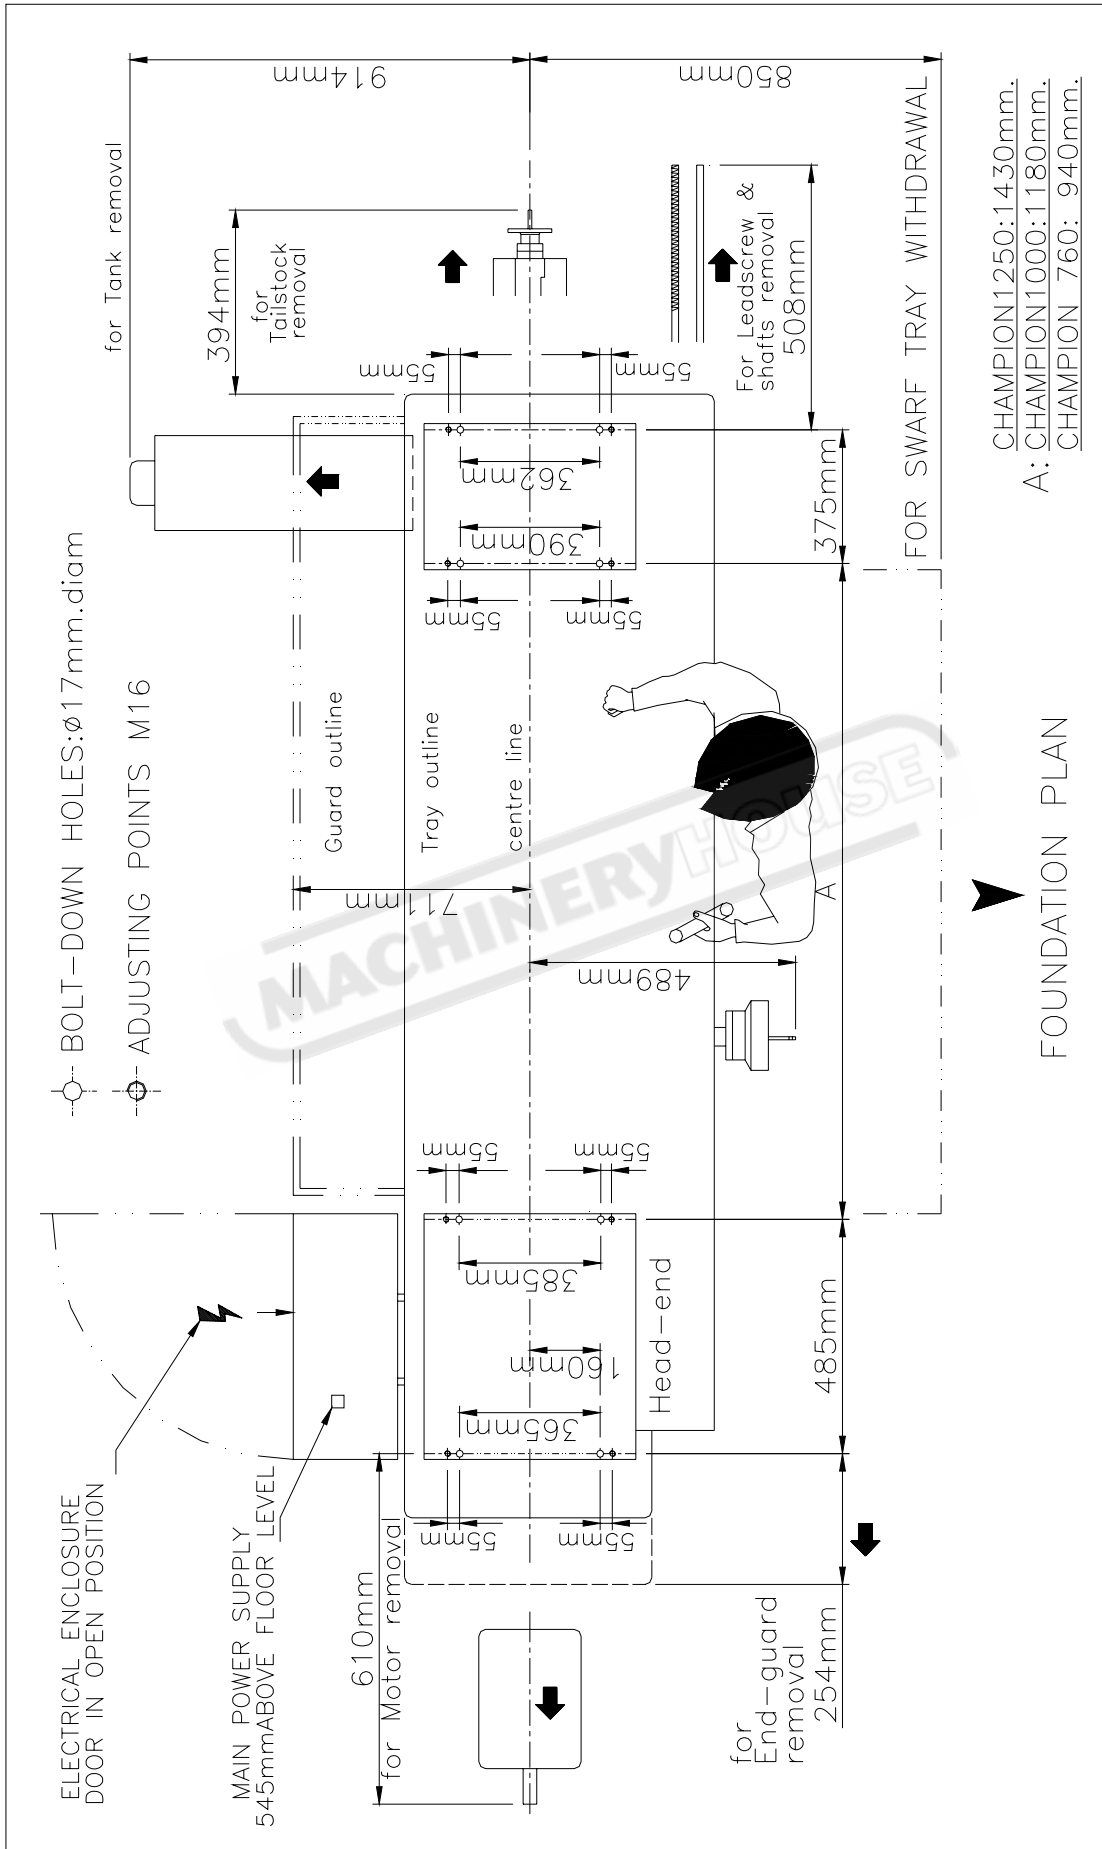 BOLT-DOWN HOLES:ø17mm.diam
ADJUSTING POINTS M16
ELECTRICAL ENCLOSURE
DOOR IN OPEN POSITION
MAIN POWER SUPPLY
545mmABOVE FLOOR LEVEL
610mm
for Motor removal
for Tank removal
914mm
850mm
394mm
for
Tailstock
removal
Guard outline
Tray outline
centre line
711mm
489mm
55mm
55mm
362mm
390mm
55mm
55mm
55mm
55mm
385mm
160mm
365mm
55mm
55mm
Head-end
For Leadscrew &
shafts removal
508mm
375mm
A
485mm
for
End-guard
removal
254mm
FOR SWARF TRAY WITHDRAWAL
CHAMPION1250:1430mm.
A: CHAMPION1000:1180mm.
CHAMPION 760: 940mm.
FOUNDATION PLAN
MACHINERYHOUSE